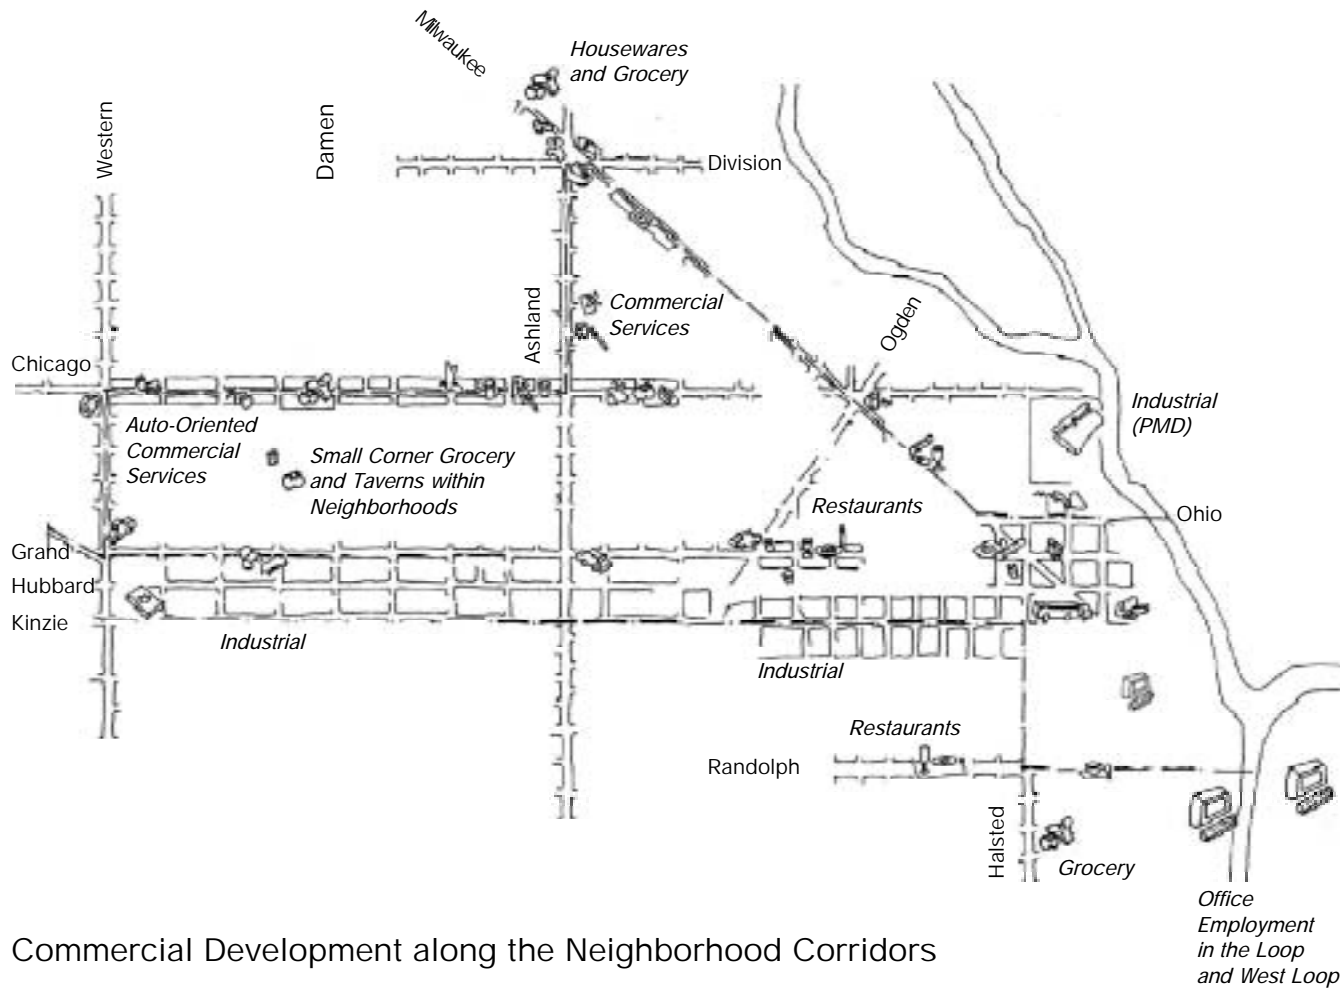 Milwaukee
Housewares
and Grocery
Western
Damen
Division
Ashland
Commercial
Services
Ogden
Chicago
Industrial
(PMD)
Auto-Oriented
Commercial
Services
Small Corner Grocery
and Taverns within
Neighborhoods
Restaurants
Ohio
Grand
Hubbard
Kinzie
Industrial
Industrial
Restaurants
Randolph
Halsted
Grocery
Office
Employment
in the Loop
and West Loop
Commercial Development along the Neighborhood Corridors